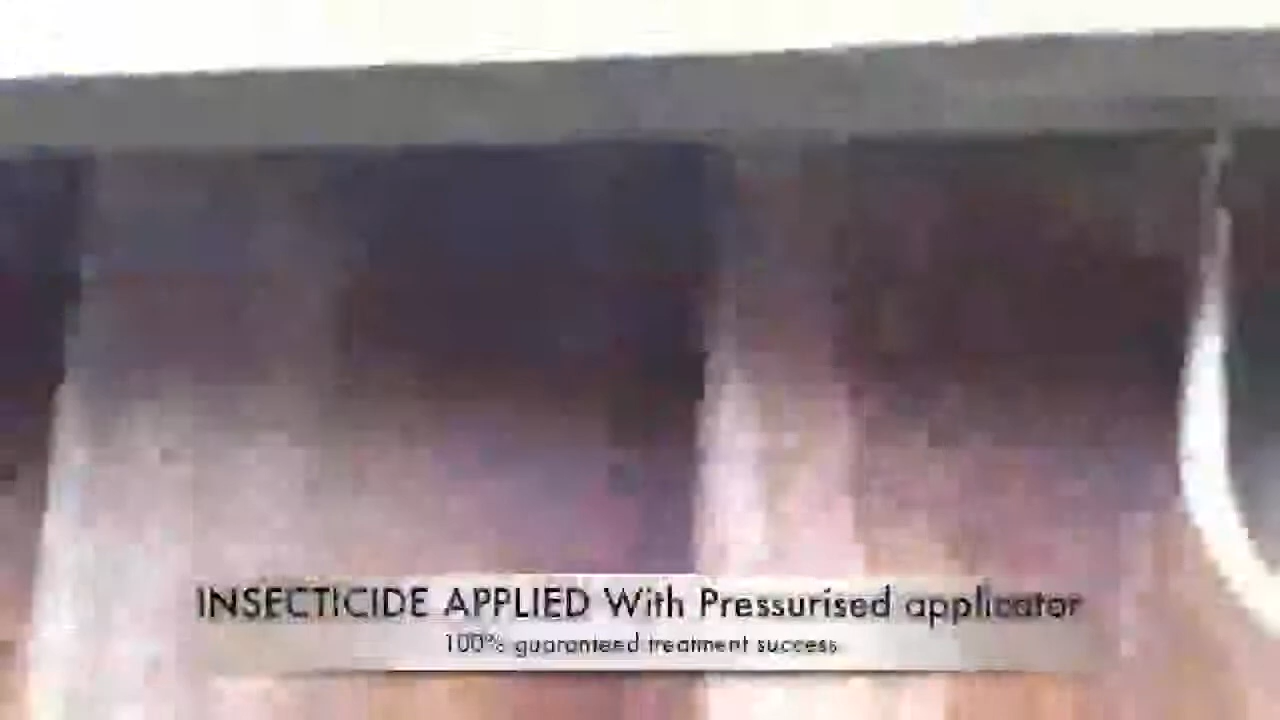 INSECTICIDE APPLIED With Pressurised applicator
100% guaranteed treatment success